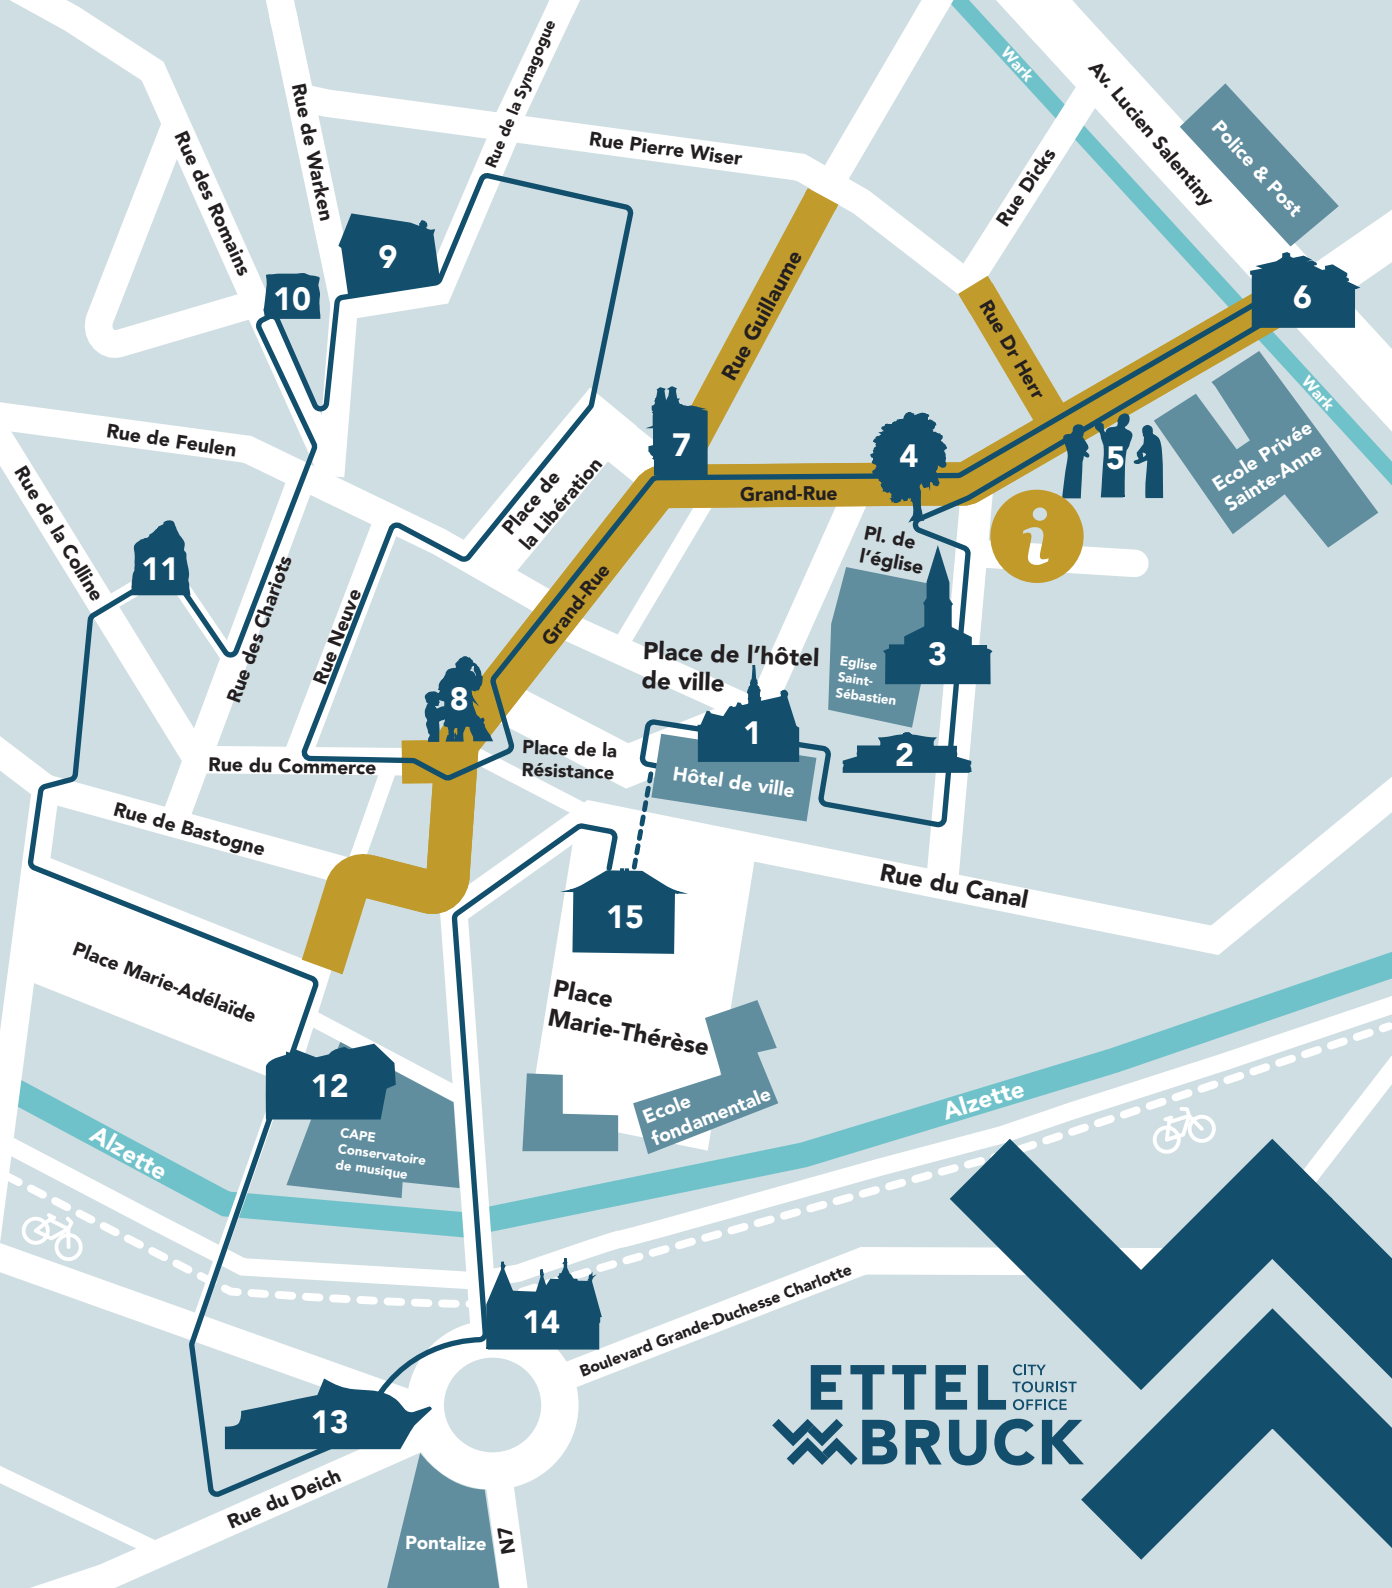 Wark
Av. Lucien Salentiny
Police & Post
Rue de la Synagogue
Rue de Warken
Rue des Romains
Rue Pierre Wiser
Rue Dicks
Rue Guillaume
Rue Dr Herr
9
10
6
Wark
Rue de Feulen
7
4
5
Ecole Privée
Sainte-Anne
Grand-Rue
Place de
la Libération
Pl. de
l'église
i
Rue de la Colline
11
Rue des Chariots
Rue Neuve
Grand-Rue
8
Place de l'hôtel
de ville
Eglise
Saint-
Sébastien
3
1
2
Hôtel de ville
Rue du Commerce
Place de la
Résistance
Rue de Bastogne
Rue du Canal
15
Place Marie-Adélaïde
Place
Marie-Thérèse
12
CAPE
Conservatoire
de musique
Ecole
fondamentale
Alzette
Alzette
14
Boulevard Grande-Duchesse Charlotte
13
Rue du Deich
Pontalize
N7
ETTEL
BRUCK
CITY
TOURIST
OFFICE